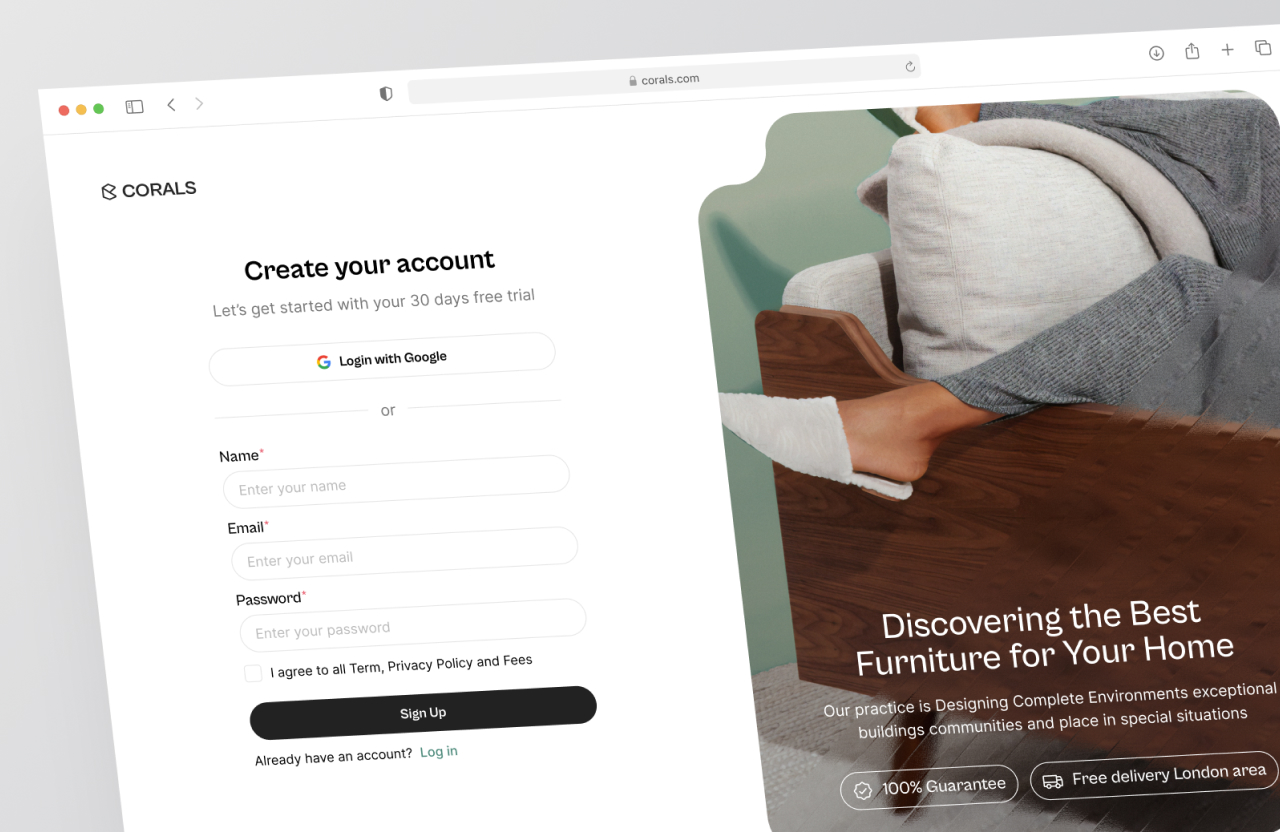 corals.com
CORALS
Create your account
Let's get started with your 30 days free trial
Login with Google
or
Name*
Enter your name
Email*
Enter your email
Password*
Enter your password
I agree to all Term, Privacy Policy and Fees
Sign Up
Already have an account? Log in
Discovering the Best
Furniture for Your Home
Our practice is Designing Complete Environments exceptional
buildings communities and place in special situations
100% Guarantee
Free delivery London area